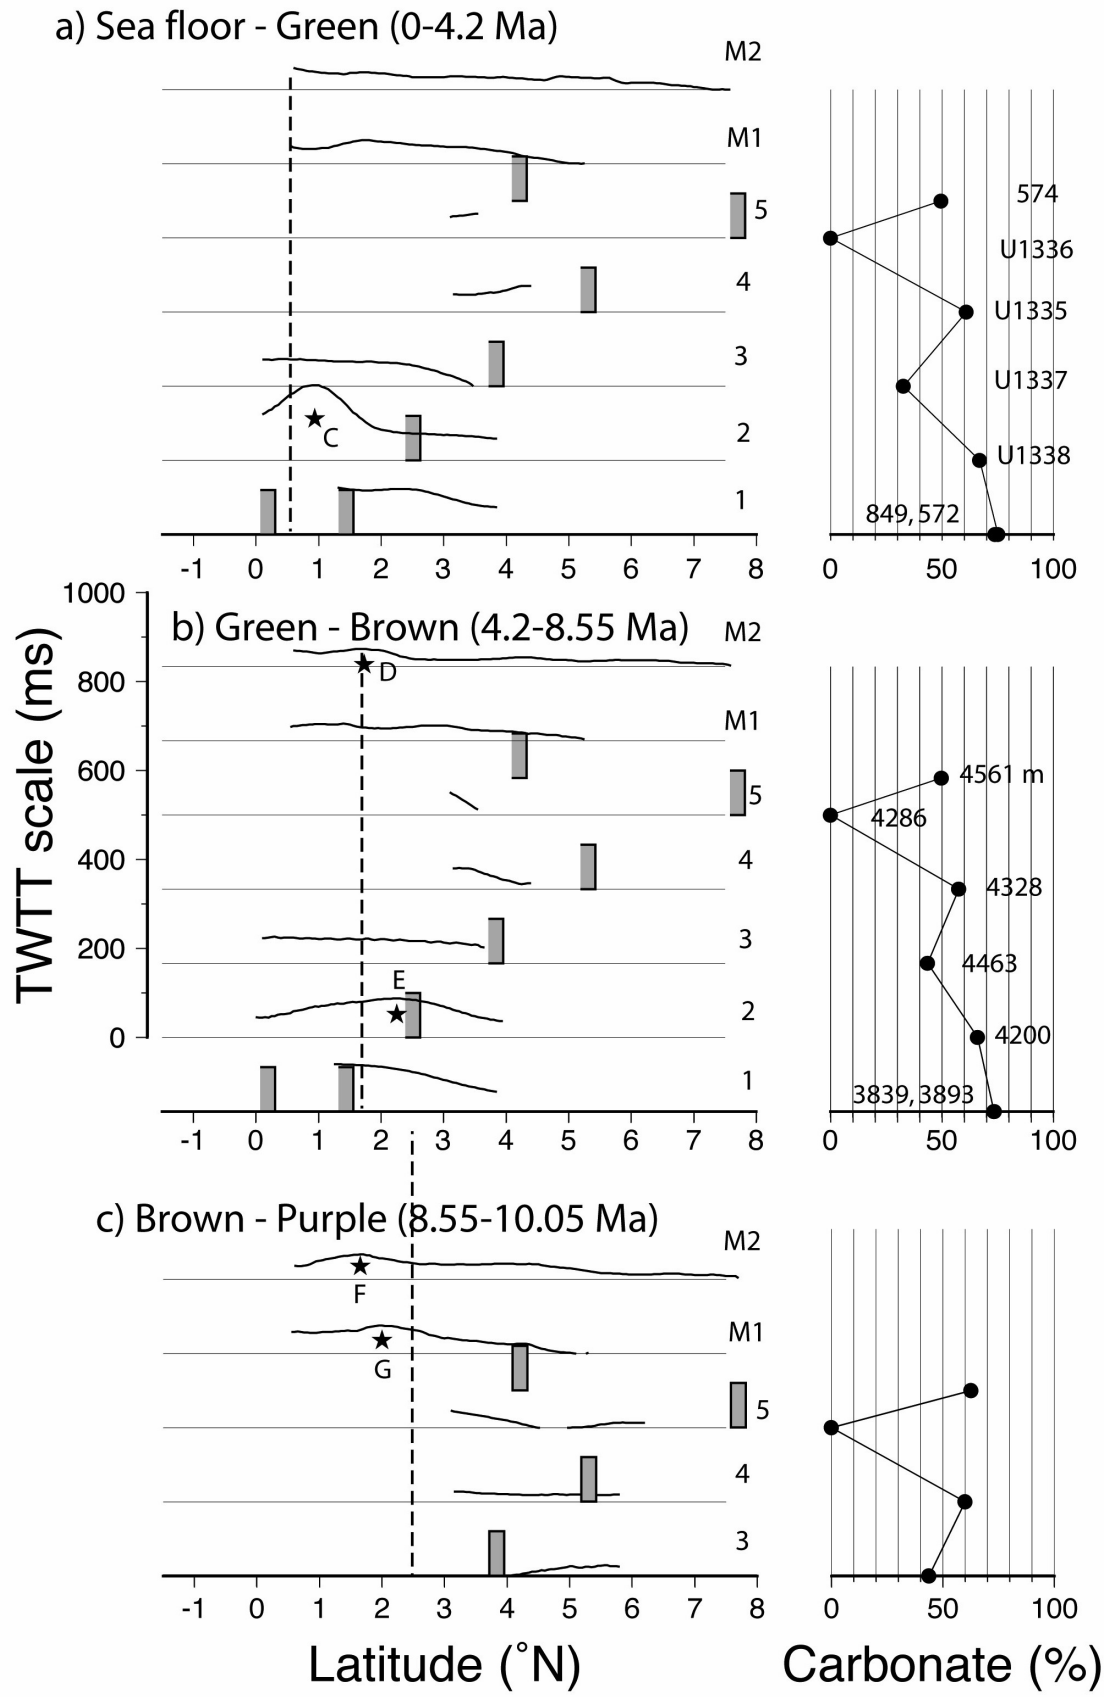 a) Sea floor - Green (0-4.2 Ma)
M2
M1
574
5
U1336
4
U1335
3
U1337
C
2
U1338
1
849, 572
-1 0 1 2 3 4 5 6 7 8
0 50 100
TWTT scale (ms)
1000
800
600
400
200
0
b) Green - Brown (4.2-8.55 Ma)
M2
D
M1
4561 m
5
4286
4
4328
3
4463
E
2
4200
1
3839, 3893
-1 0 1 2 3 4 5 6 7 8
0 50 100
c) Brown - Purple (8.55-10.05 Ma)
M2
F
M1
G
5
4
3
-1 0 1 2 3 4 5 6 7 8
0 50 100
Latitude (˚N)
Carbonate (%)